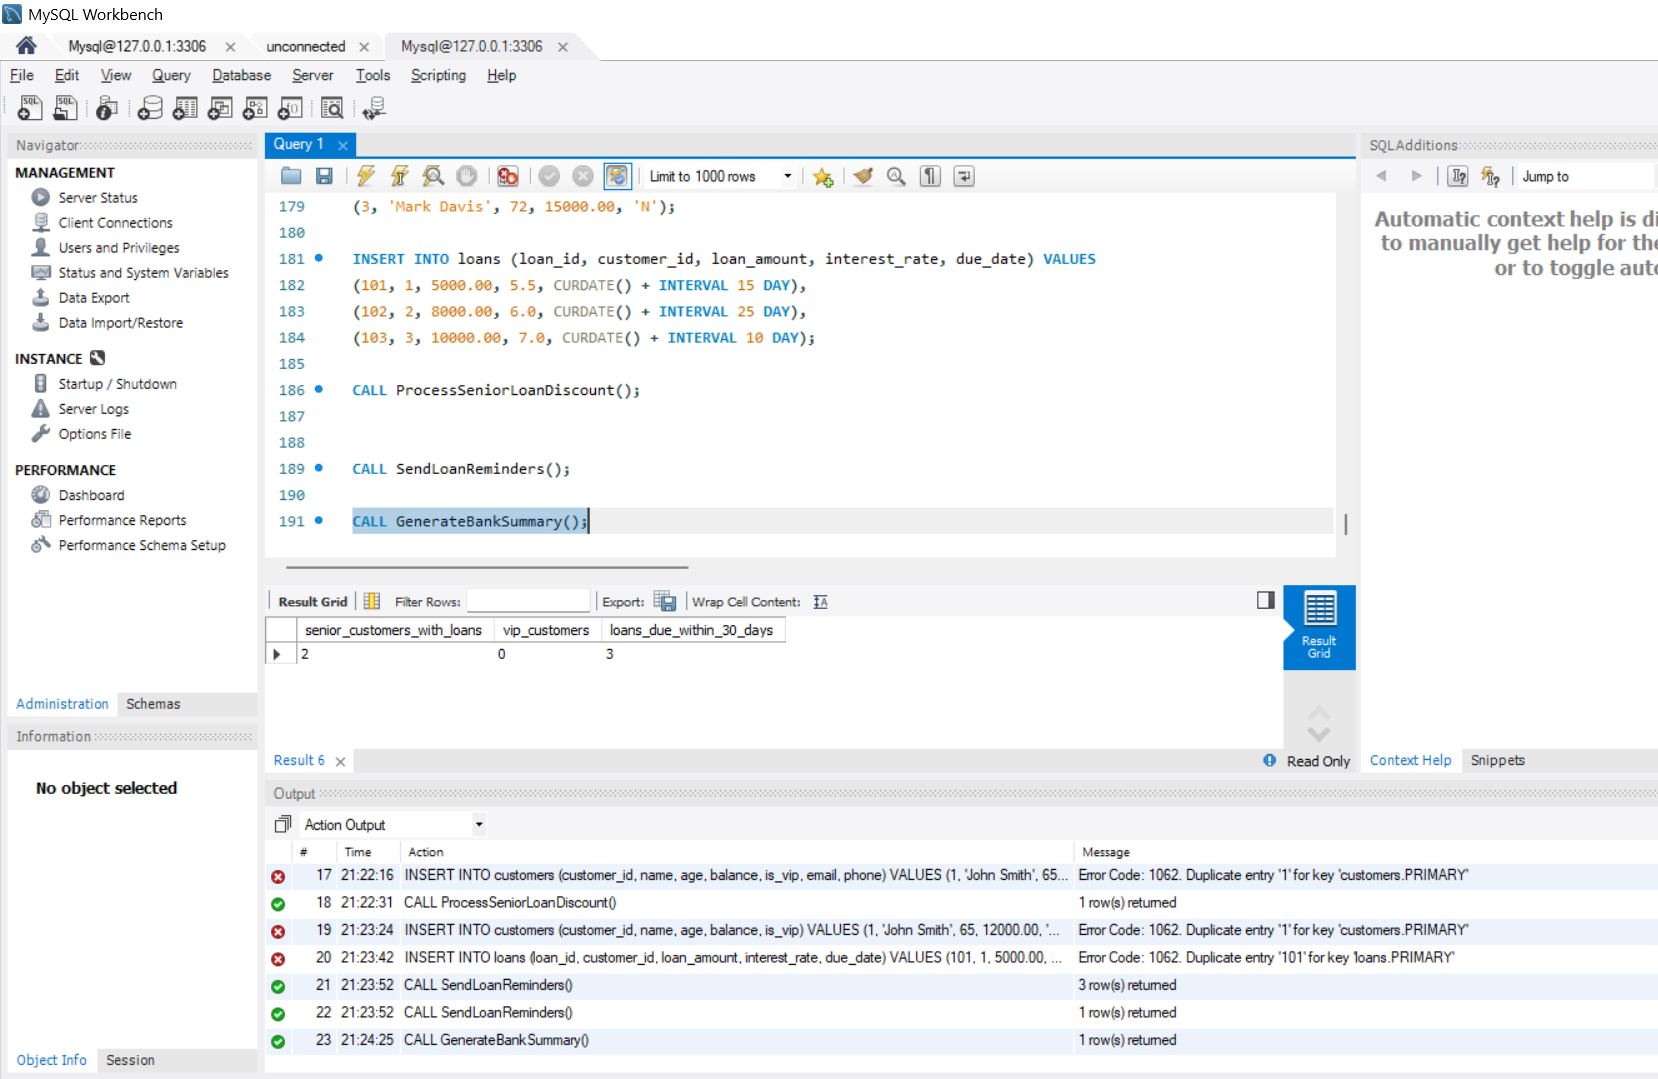 MySQL Workbench
Mysql@127.0.0.1:3306
unconnected
Mysql@127.0.0.1:3306
File Edit View Query Database Server Tools Scripting Help
Navigator
MANAGEMENT
Server Status
Client Connections
Users and Privileges
Status and System Variables
Data Export
Data Import/Restore
INSTANCE
Startup / Shutdown
Server Logs
Options File
PERFORMANCE
Dashboard
Performance Reports
Performance Schema Setup
Administration Schemas
Information
No object selected
Object Info Session
Query 1
Limit to 1000 rows
179 (3, 'Mark Davis', 72, 15000.00, 'N');
180
181 INSERT INTO loans (loan_id, customer_id, loan_amount, interest_rate, due_date) VALUES
182 (101, 1, 5000.00, 5.5, CURDATE() + INTERVAL 15 DAY),
183 (102, 2, 8000.00, 6.0, CURDATE() + INTERVAL 25 DAY),
184 (103, 3, 10000.00, 7.0, CURDATE() + INTERVAL 10 DAY);
185
186 CALL ProcessSeniorLoanDiscount();
187
188
189 CALL SendLoanReminders();
190
191 CALL GenerateBankSummary();
Result Grid Filter Rows: Export: Wrap Cell Content:
senior_customers_with_loans vip_customers loans_due_within_30_days
2 0 3
Result Grid
Result 6
Read Only
SQLAdditions
Jump to
Automatic context help is di
to manually get help for the
or to toggle auto
Context Help Snippets
Output
Action Output
# Time Action Message
17 21:22:16 INSERT INTO customers (customer_id, name, age, balance, is_vip, email, phone) VALUES (1, 'John Smith', 65... Error Code: 1062. Duplicate entry '1' for key 'customers.PRIMARY'
18 21:22:31 CALL ProcessSeniorLoanDiscount() 1 row(s) returned
19 21:23:24 INSERT INTO customers (customer_id, name, age, balance, is_vip) VALUES (1, 'John Smith', 65, 12000.00, '... Error Code: 1062. Duplicate entry '1' for key 'customers.PRIMARY'
20 21:23:42 INSERT INTO loans (loan_id, customer_id, loan_amount, interest_rate, due_date) VALUES (101, 1, 5000.00, ... Error Code: 1062. Duplicate entry '101' for key 'loans.PRIMARY'
21 21:23:52 CALL SendLoanReminders() 3 row(s) returned
22 21:23:52 CALL SendLoanReminders() 1 row(s) returned
23 21:24:25 CALL GenerateBankSummary() 1 row(s) returned